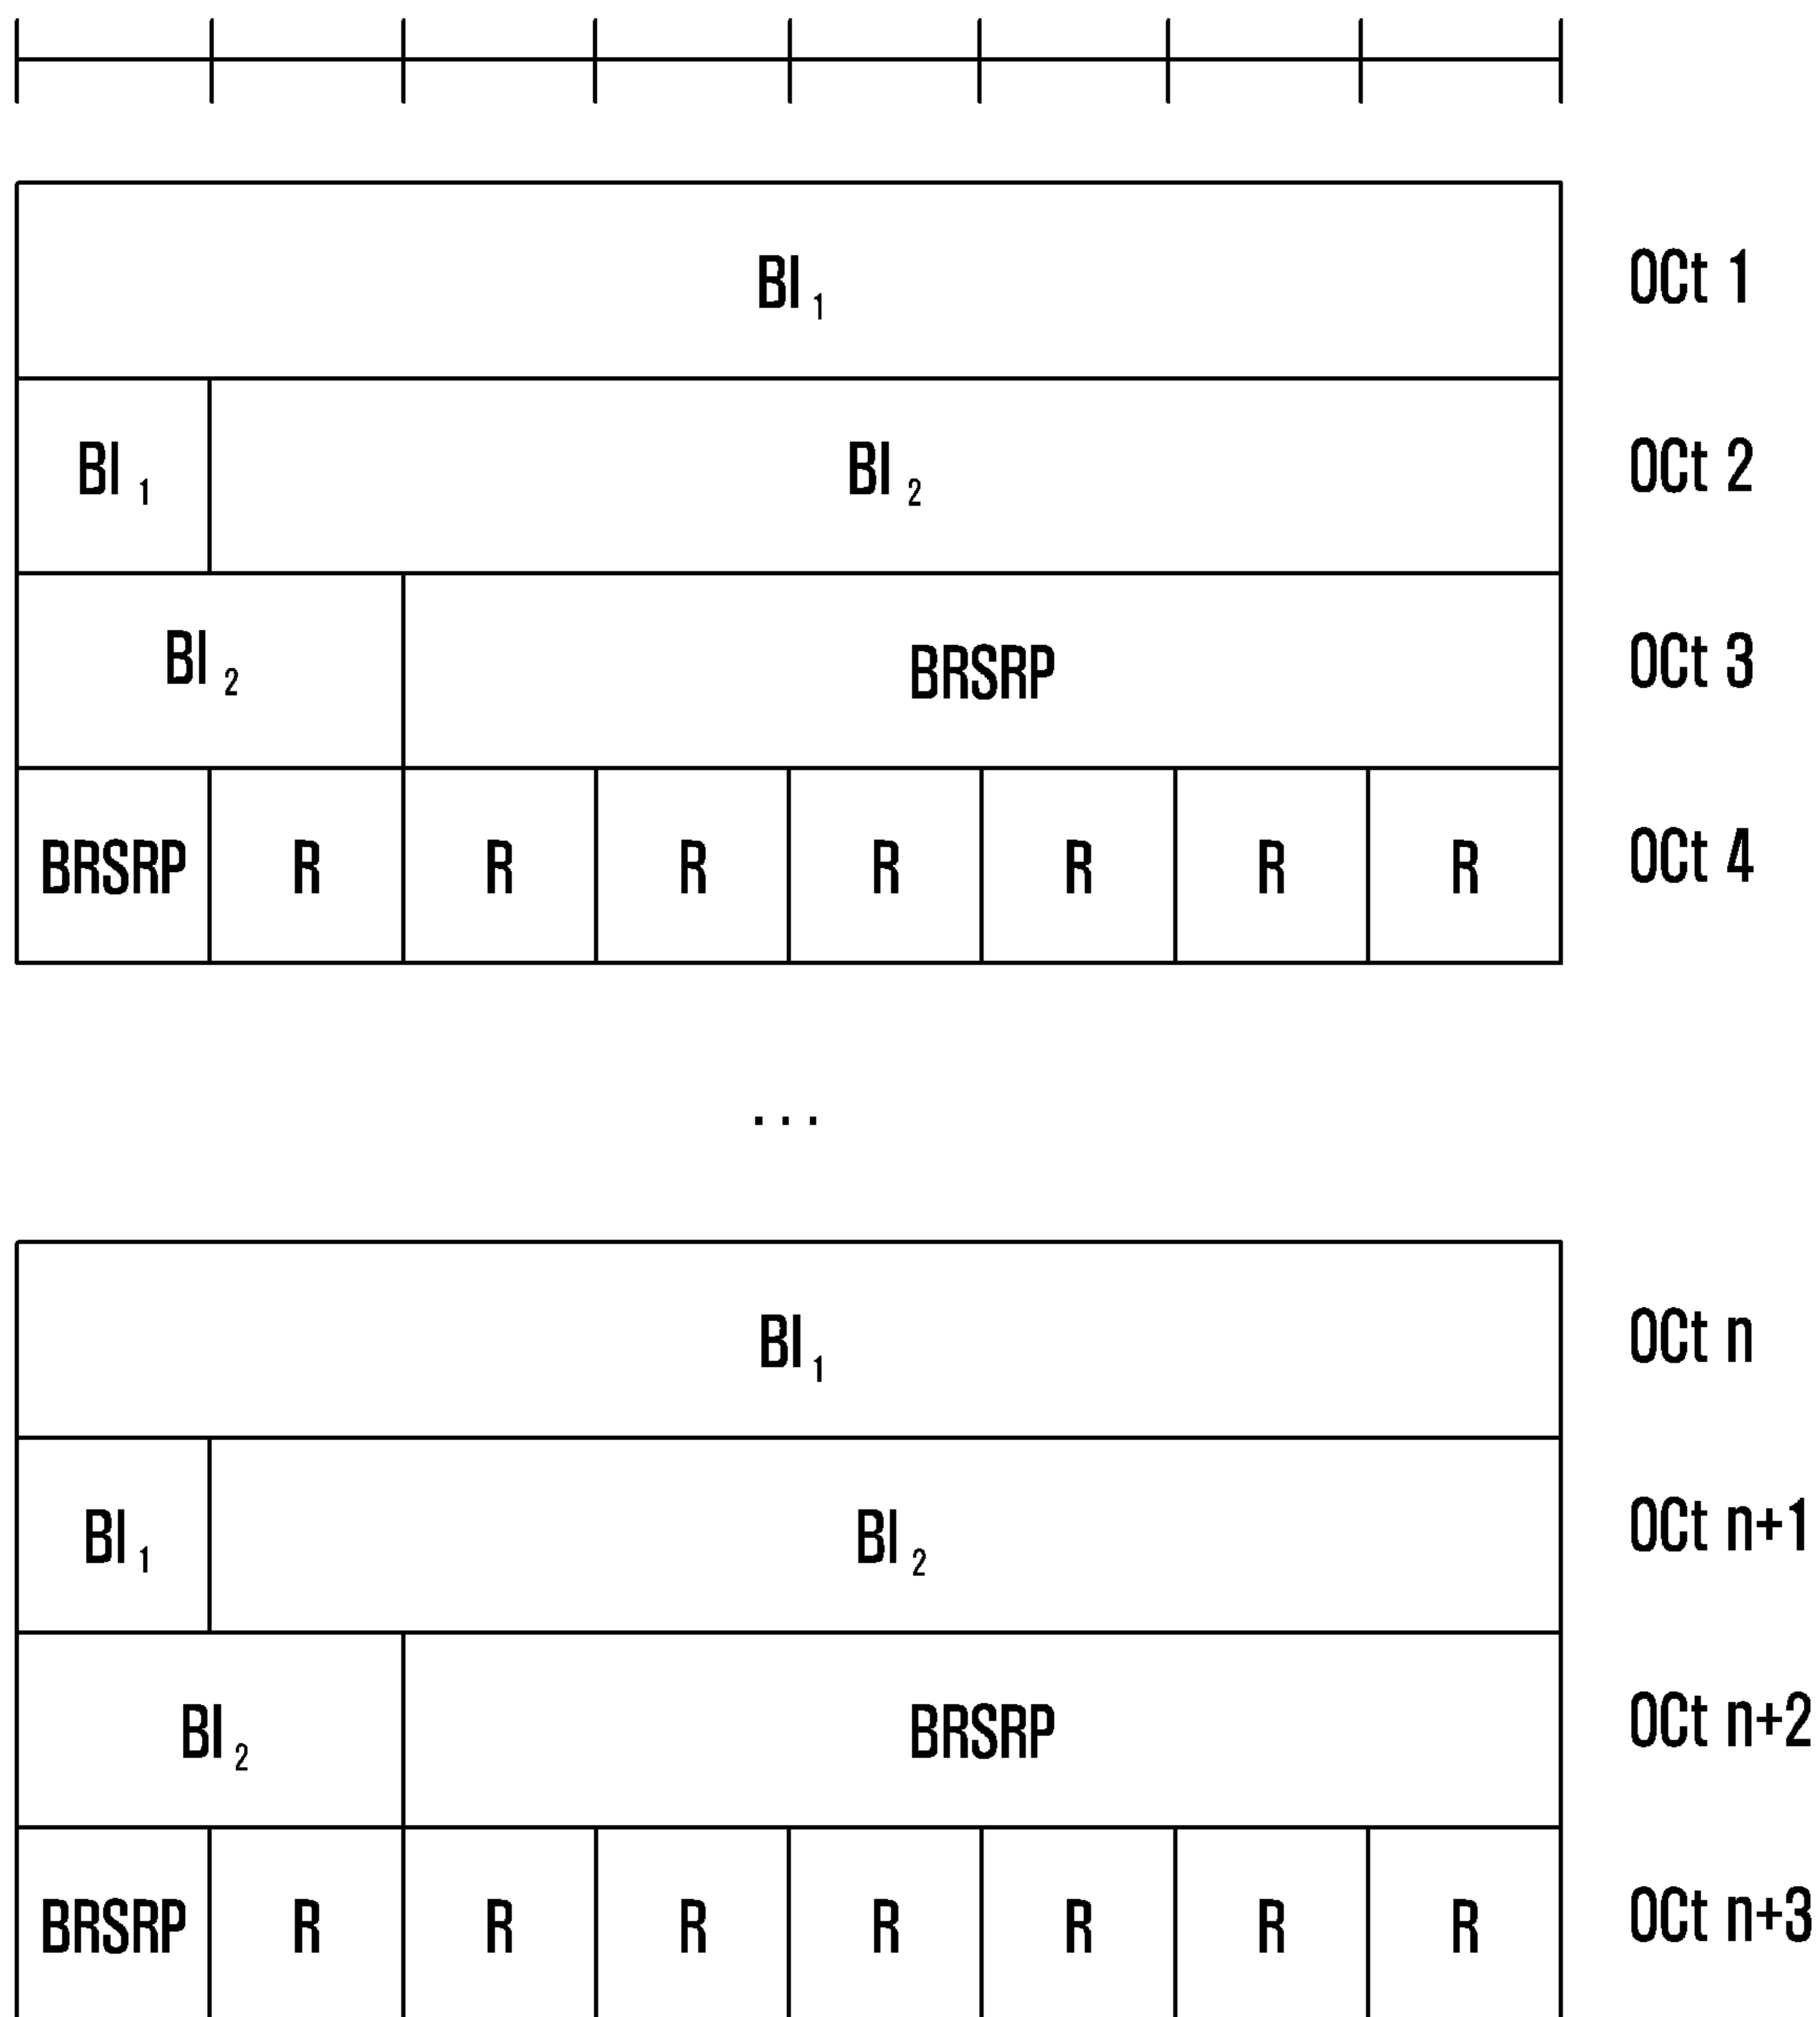 BI 1 OCt 1
BI 1 BI 2 OCt 2
BI 2 BRSRP OCt 3
BRSRP R R R R R R R OCt 4
...
BI 1 OCt n
BI 1 BI 2 OCt n+1
BI 2 BRSRP OCt n+2
BRSRP R R R R R R R OCt n+3